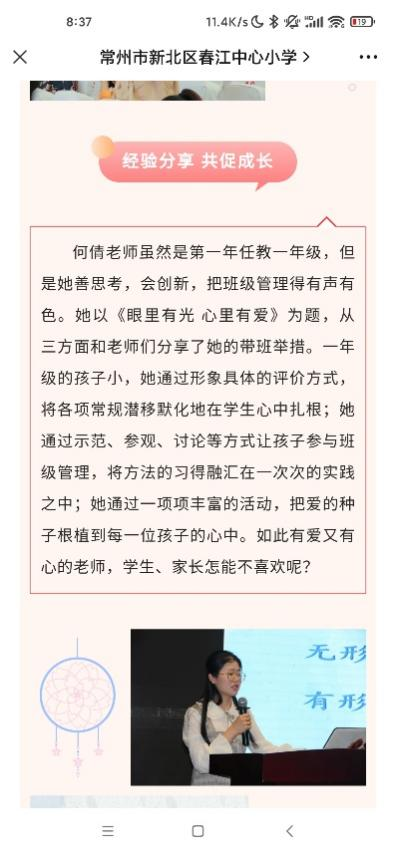 8:37
11.4K/s
HD
19
常州市新北区春江中心小学
经验分享 共促成长
何倩老师虽然是第一年任教一年级，但
是她善思考，会创新，把班级管理得有声有
色。她以《眼里有光 心里有爱》为题，从
三方面和老师们分享了她的带班举措。一年
级的孩子小，她通过形象具体的评价方式，
将各项常规潜移默化地在学生心中扎根；她
通过示范、参观、讨论等方式让孩子参与班
级管理，将方法的习得融汇在一次次的实践
之中；她通过一项项丰富的活动，把爱的种
子根植到每一位孩子的心中。如此有爱又有
心的老师，学生、家长怎能不喜欢呢？
无形
有形